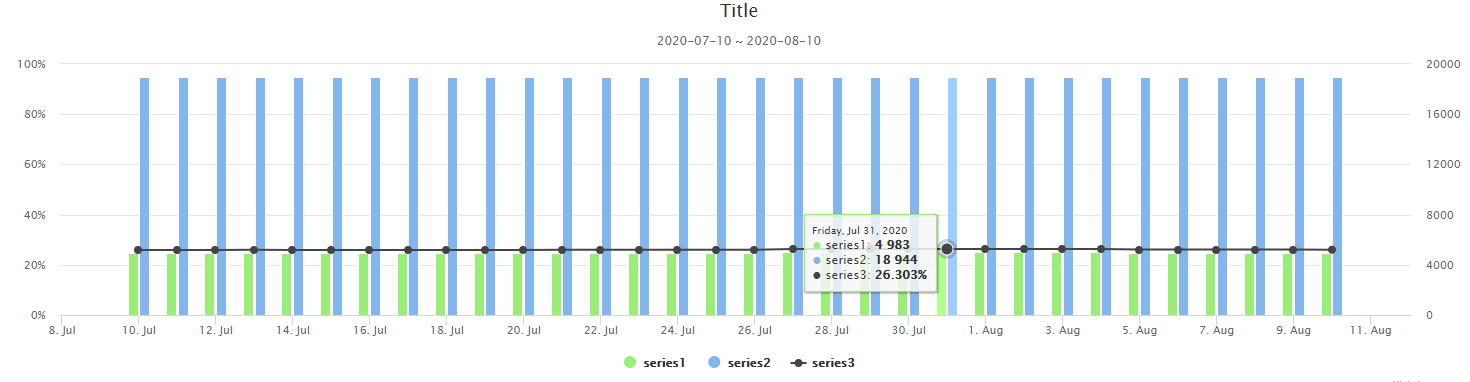 Title
2020-07-10 ~ 2020-08-10
100%
80%
60%
40%
20%
0%
20000
16000
12000
8000
4000
0
Friday, Jul 31, 2020
series1: 4 983
series2: 18 944
series3: 26.303%
8. Jul 10. Jul 12. Jul 14. Jul 16. Jul 18. Jul 20. Jul 22. Jul 24. Jul 26. Jul 28. Jul 30. Jul 1. Aug 3. Aug 5. Aug 7. Aug 9. Aug 11. Aug
series1 series2 series3